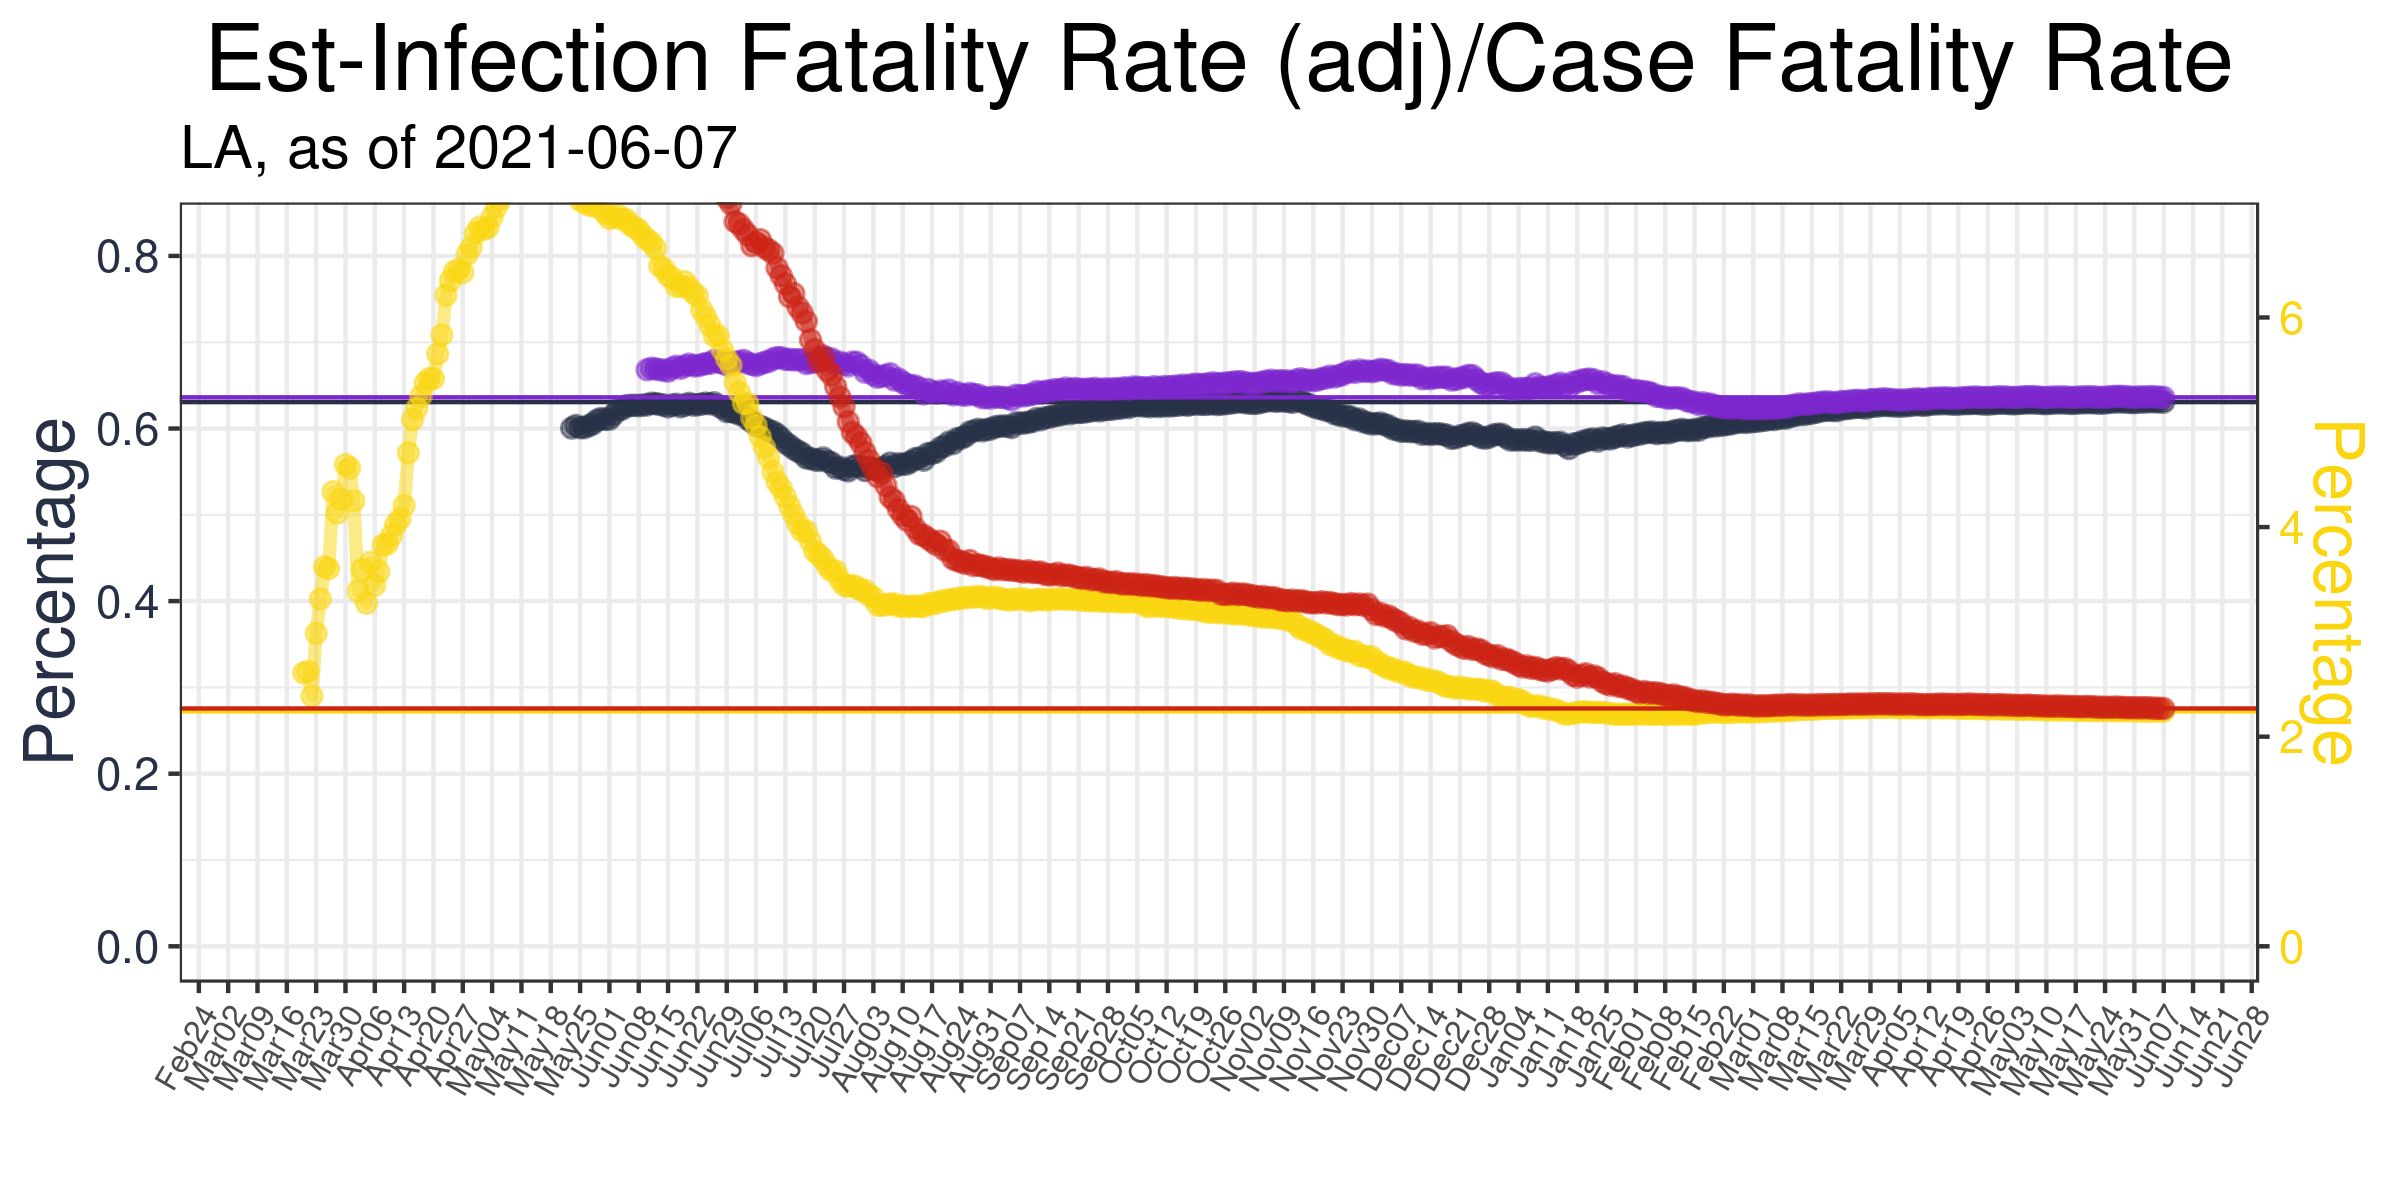 Est-Infection Fatality Rate (adj)/Case Fatality Rate
LA, as of 2021-06-07
Percentage
0.8
0.6
0.4
0.2
0.0
6
4
2
0
Percentage
Feb24
Mar02
Mar09
Mar16
Mar23
Mar30
Apr06
Apr13
Apr20
Apr27
May04
May11
May18
May25
Jun01
Jun08
Jun15
Jun22
Jun29
Jul06
Jul13
Jul20
Jul27
Aug03
Aug10
Aug17
Aug24
Aug31
Sep07
Sep14
Sep21
Sep28
Oct05
Oct12
Oct19
Oct26
Nov02
Nov09
Nov16
Nov23
Nov30
Dec07
Dec14
Dec21
Dec28
Jan04
Jan11
Jan18
Jan25
Feb01
Feb08
Feb15
Feb22
Mar01
Mar08
Mar15
Mar22
Mar29
Apr05
Apr12
Apr19
Apr26
May03
May10
May17
May24
May31
Jun07
Jun14
Jun21
Jun28